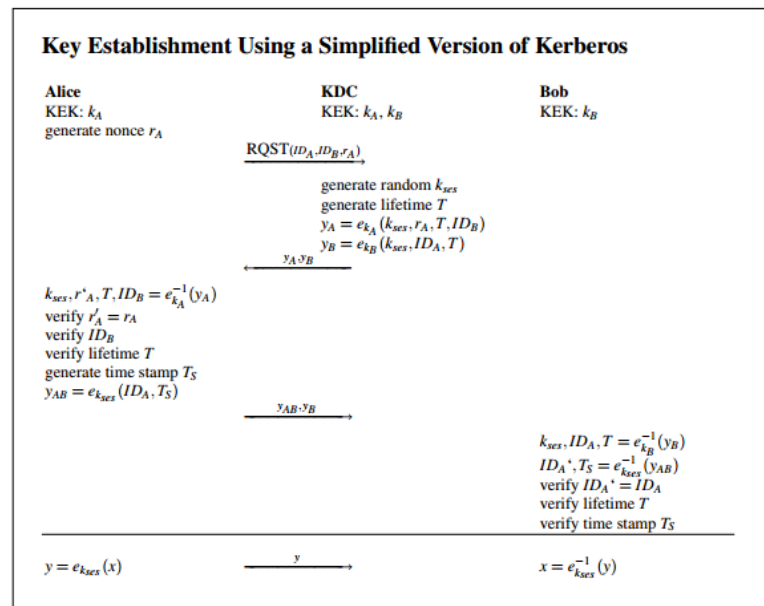 Key Establishment Using a Simplified Version of Kerberos
Alice KDC Bob
KEK: k_A KEK: k_A, k_B KEK: k_B
generate nonce r_A
RQST(ID_A,ID_B,r_A)
generate random k_ses
generate lifetime T
y_A = e_{k_A}(k_ses, r_A, T, ID_B)
y_B = e_{k_B}(k_ses, ID_A, T)
y_A,y_B
k_ses, r‘_A, T, ID_B = e^{-1}_{k_A}(y_A)
verify r′_A = r_A
verify ID_B
verify lifetime T
generate time stamp T_S
y_AB = e_{k_ses}(ID_A, T_S)
y_AB,y_B
k_ses, ID_A, T = e^{-1}_{k_B}(y_B)
ID_A‘, T_S = e^{-1}_{k_ses}(y_AB)
verify ID_A‘ = ID_A
verify lifetime T
verify time stamp T_S
y = e_{k_ses}(x) y x = e^{-1}_{k_ses}(y)